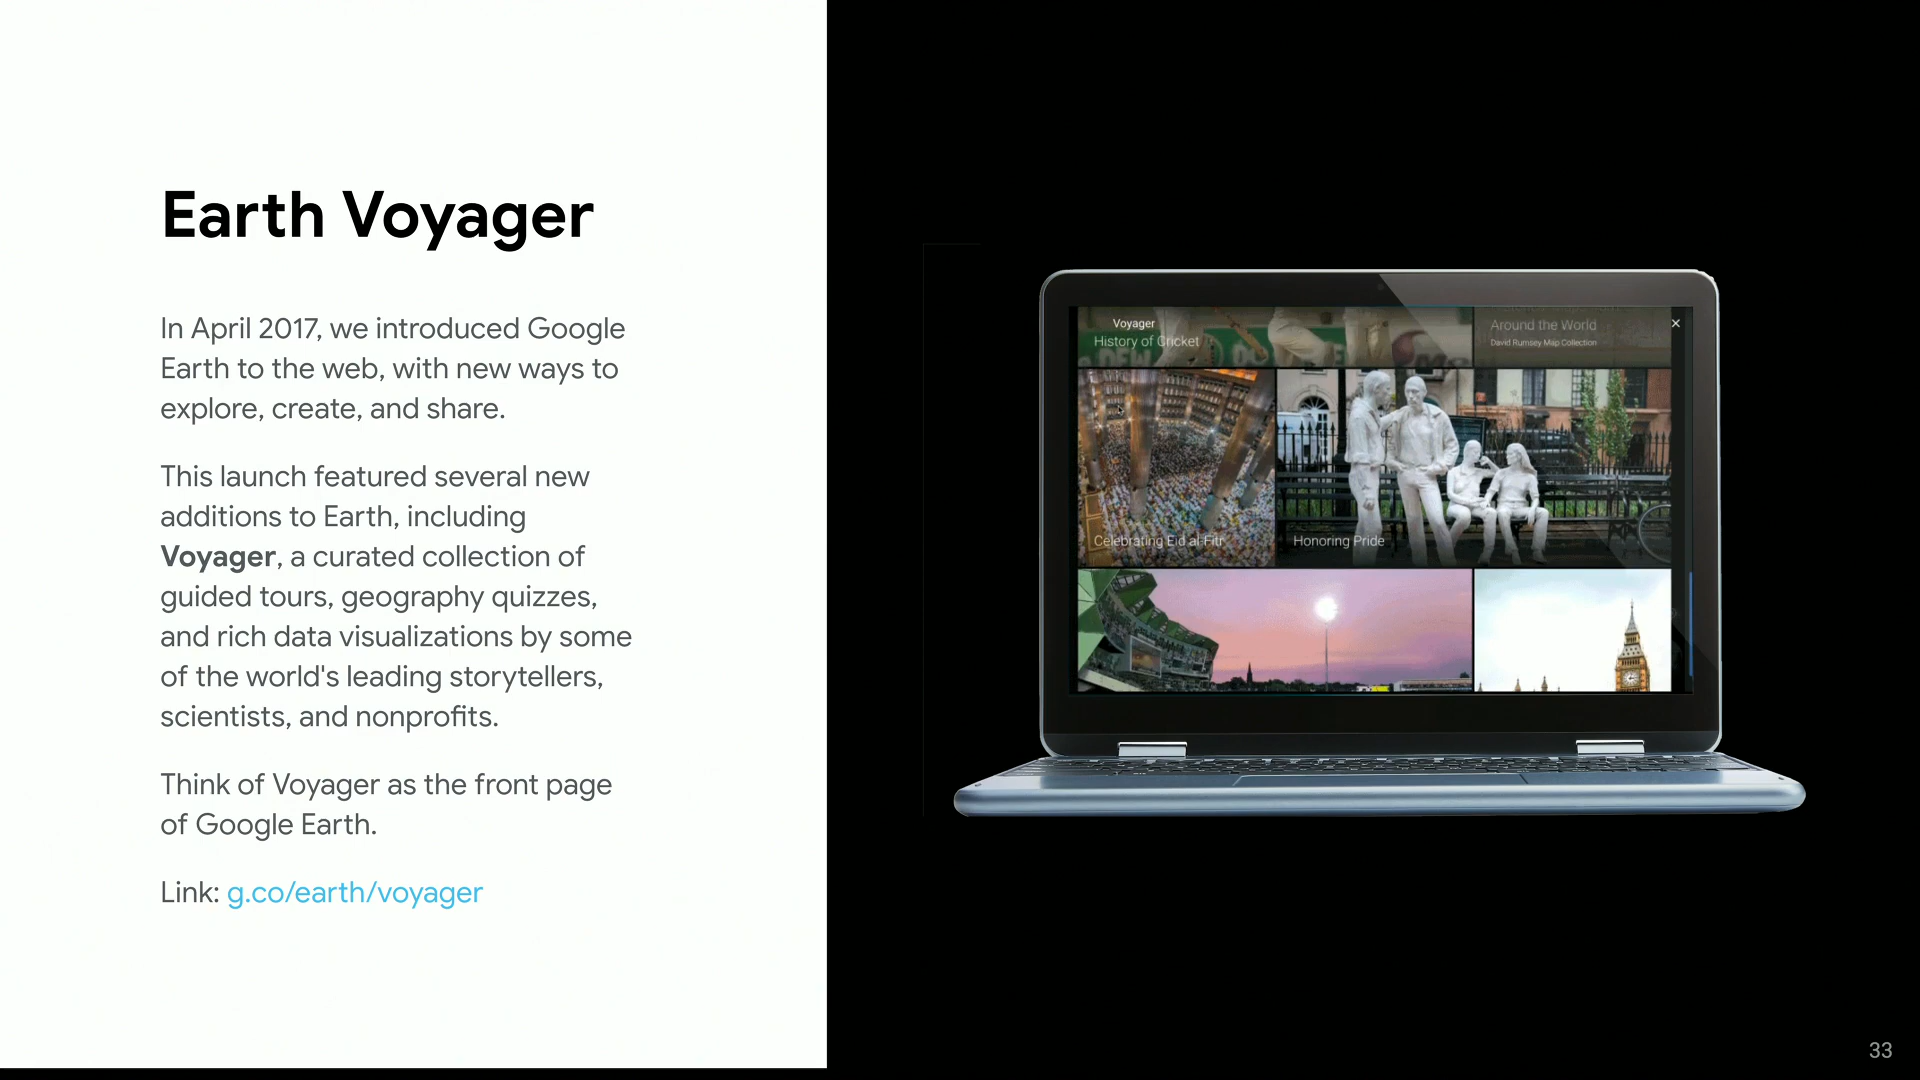 Earth Voyager
In April 2017, we introduced Google
Earth to the web, with new ways to
explore, create, and share.
This launch featured several new
additions to Earth, including
Voyager, a curated collection of
guided tours, geography quizzes,
and rich data visualizations by some
of the world's leading storytellers,
scientists, and nonprofits.
Think of Voyager as the front page
of Google Earth.
Link: g.co/earth/voyager
Voyager
History of Cricket
Around the World
David Rumsey Map Collection
Celebrating Eid al-Fitr
Honoring Pride
33